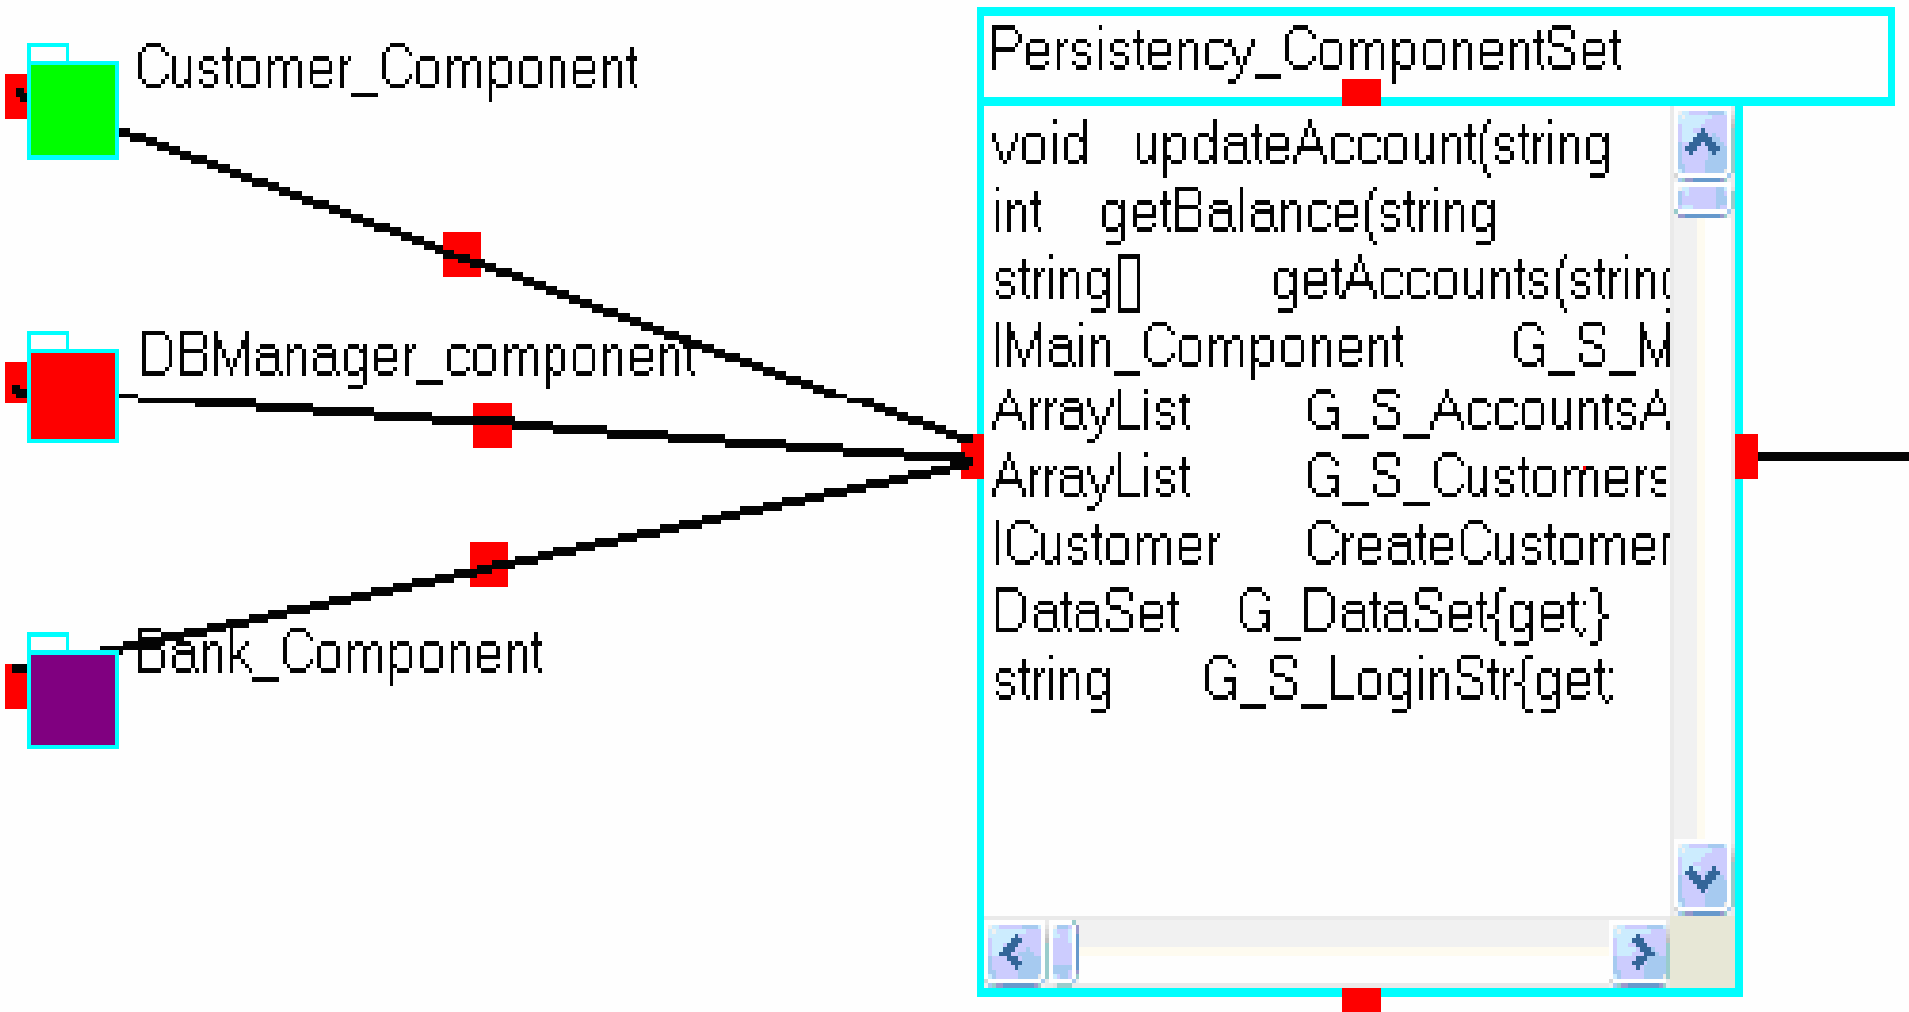 Customer_Component
DBManager_component
Bank_Component
Persistency_ComponentSet
void updateAccount(string
int getBalance(string
string[] getAccounts(string
IMain_Component G_S_M
ArrayList G_S_AccountsA
ArrayList G_S_Customers
ICustomer CreateCustomer
DataSet G_DataSet{get;}
string G_S_LoginStr{get;